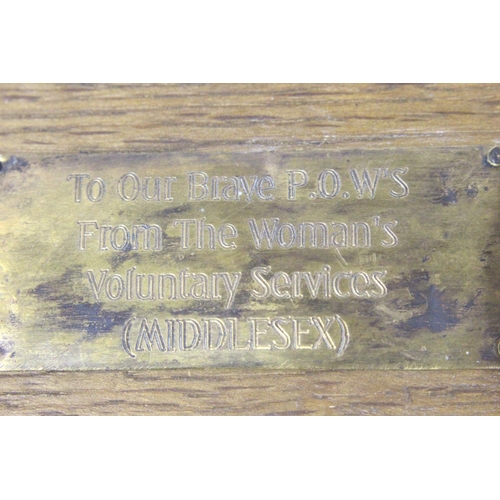 To Our Brave P.O.W'S
From The Woman's
Voluntary Services
(MIDDLESEX)